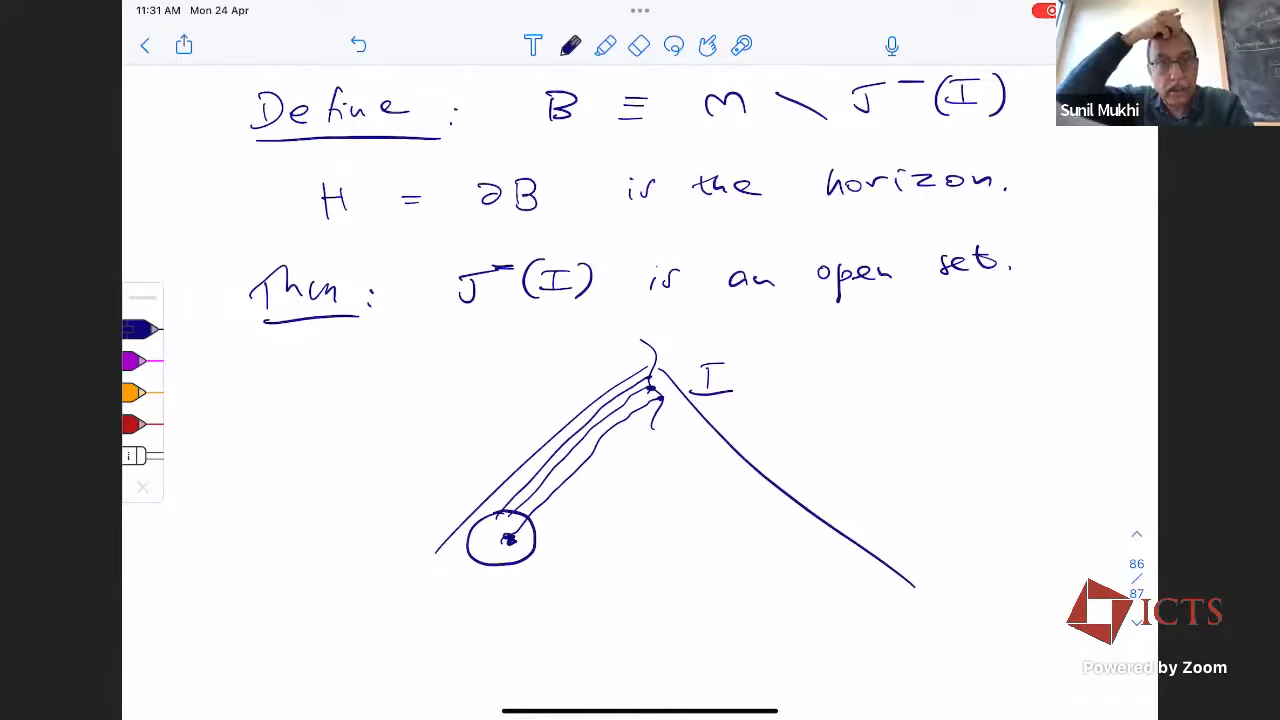 11:31 AM Mon 24 Apr
Define : B ≡ M \ J⁻(I)
Sunil Mukhi
H = ∂B is the horizon.
Then : J⁻(I) is an open set.
I
86
/
87
ICTS
Powered by Zoom